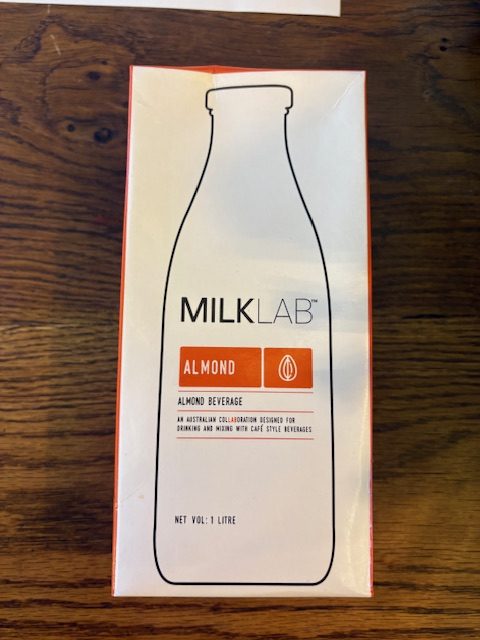 MILKLAB™
ALMOND
ALMOND BEVERAGE
AN AUSTRALIAN COLLABORATION DESIGNED FOR
DRINKING AND MIXING WITH CAFÉ STYLE BEVERAGES
NET VOL: 1 LITRE